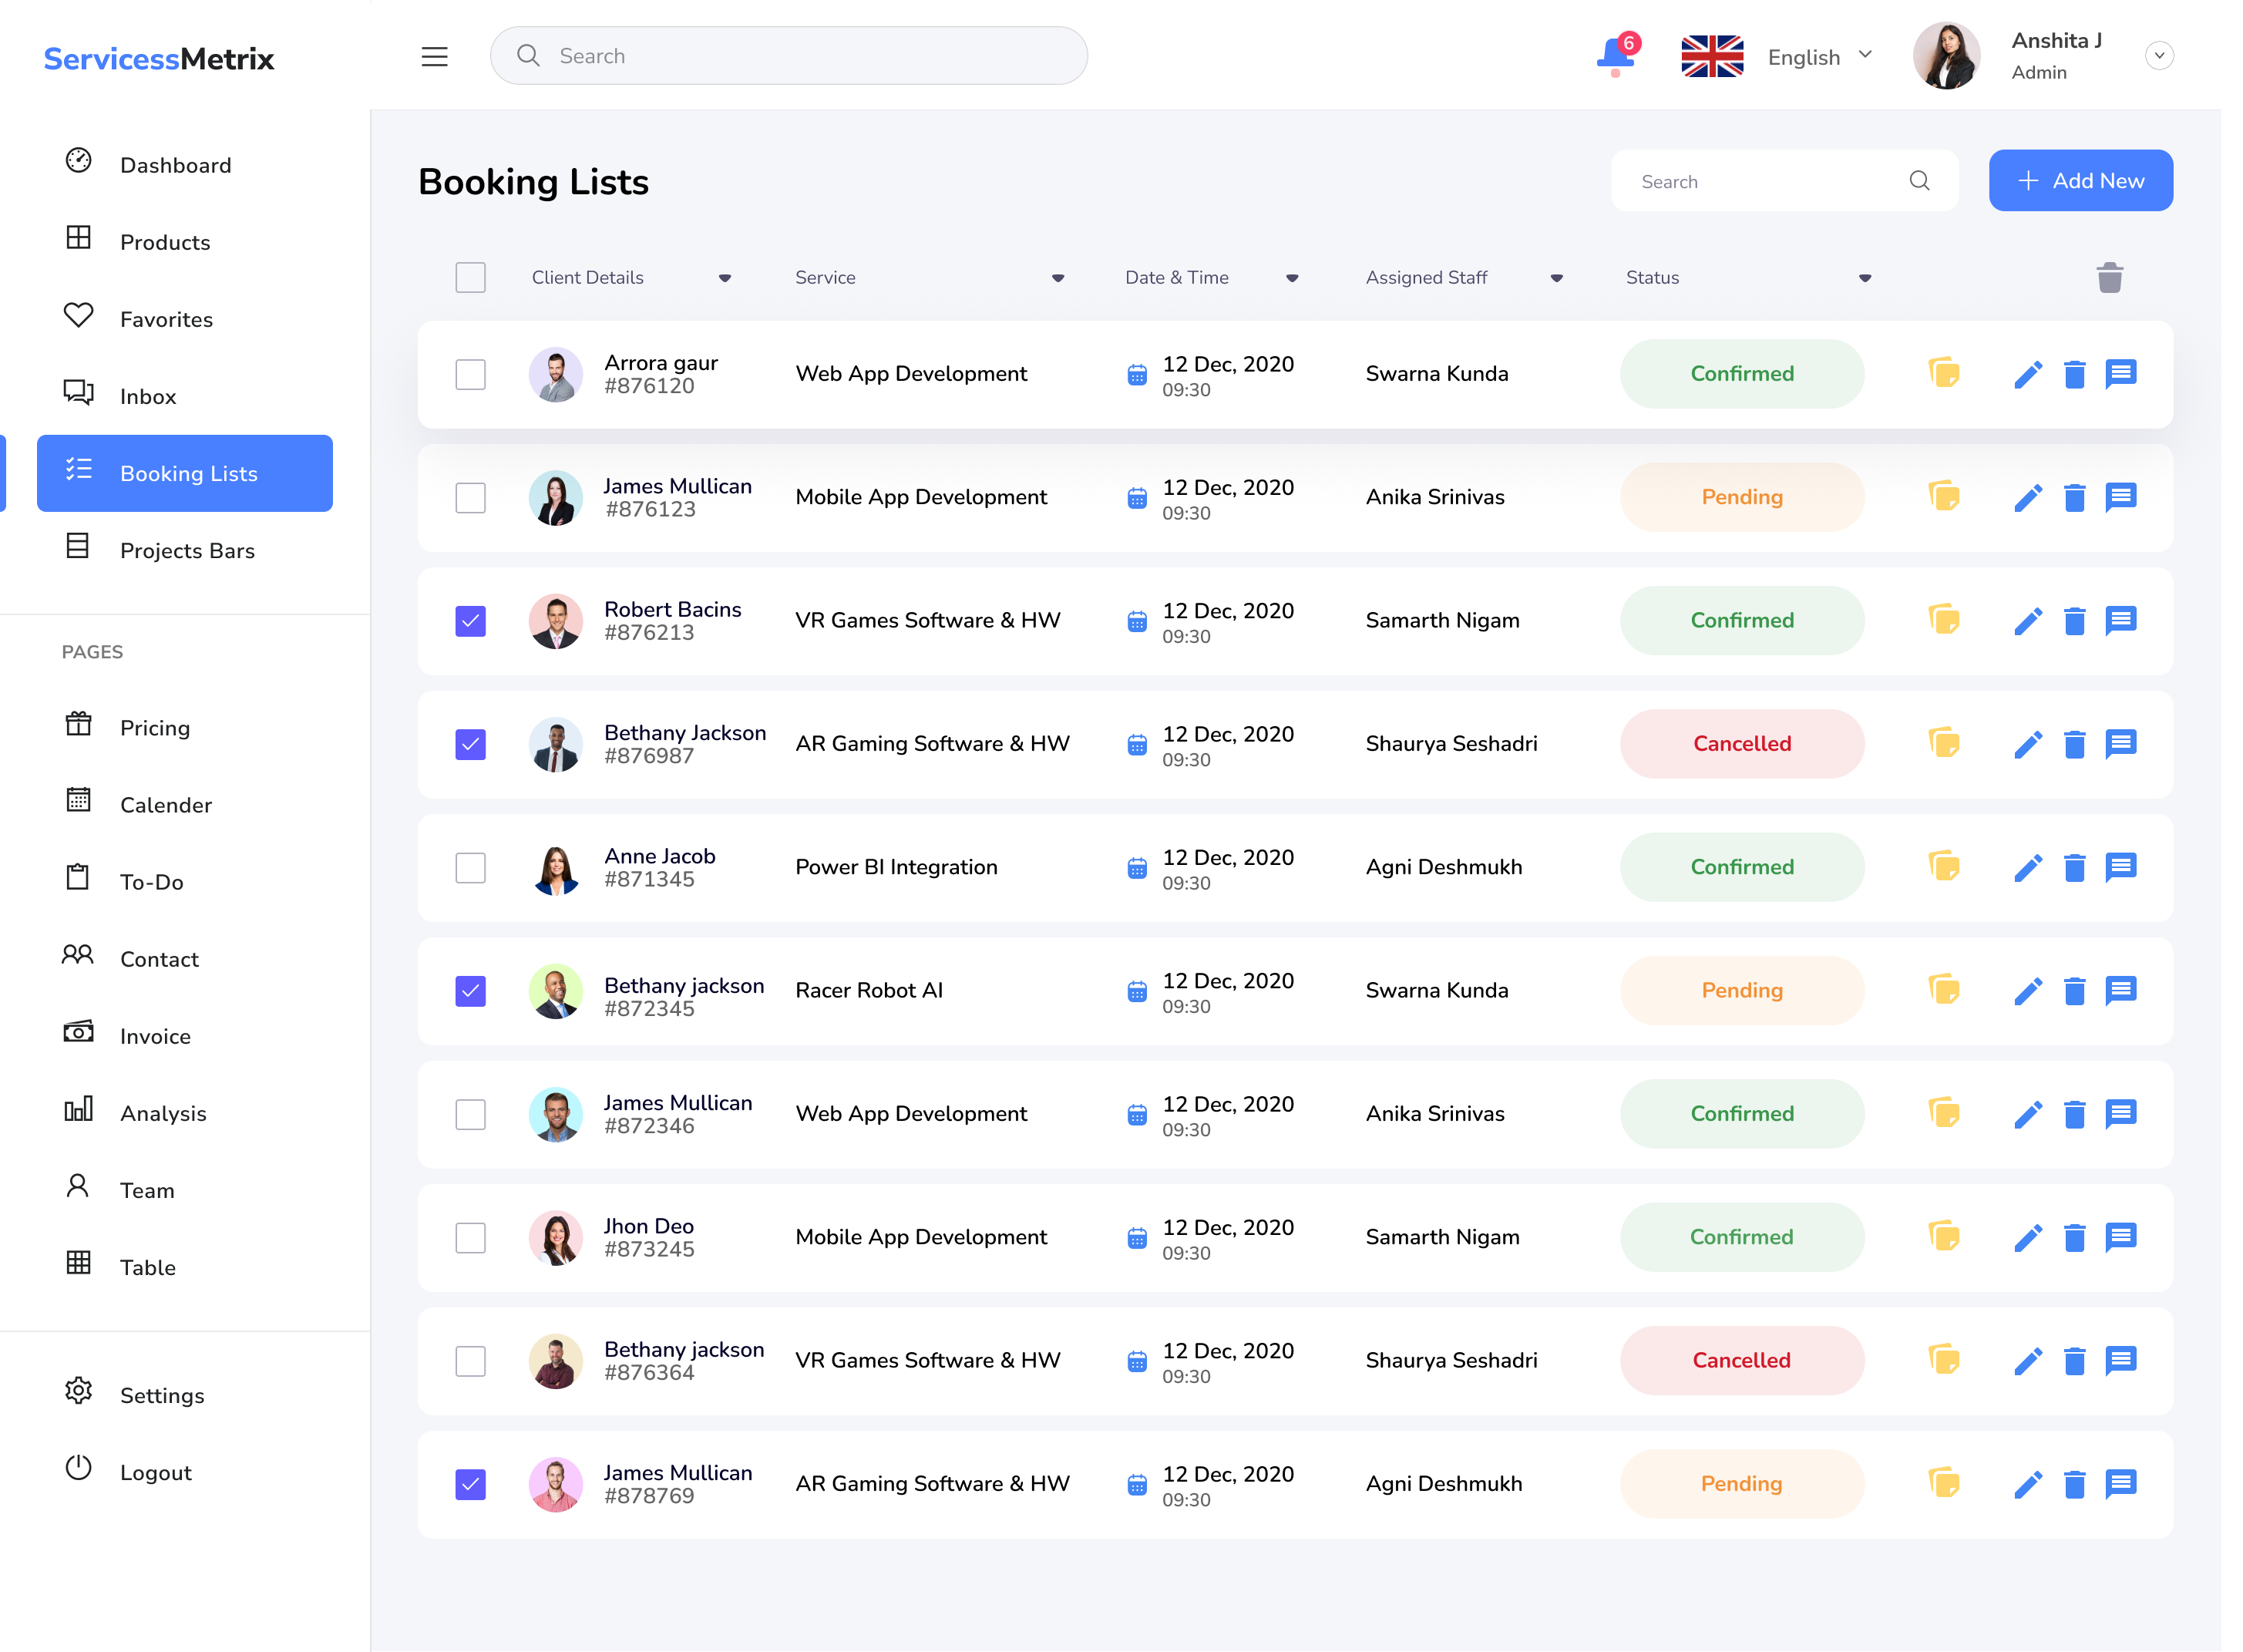 ServicessMetrix
Search
6
English
Anshita J
Admin
Dashboard
Products
Favorites
Inbox
Booking Lists
Projects Bars
PAGES
Pricing
Calender
To-Do
Contact
Invoice
Analysis
Team
Table
Settings
Logout
Booking Lists
Search
Add New
Client Details
Service
Date & Time
Assigned Staff
Status
Arrora gaur
#876120
Web App Development
12 Dec, 2020
09:30
Swarna Kunda
Confirmed
James Mullican
#876123
Mobile App Development
12 Dec, 2020
09:30
Anika Srinivas
Pending
Robert Bacins
#876213
VR Games Software & HW
12 Dec, 2020
09:30
Samarth Nigam
Confirmed
Bethany Jackson
#876987
AR Gaming Software & HW
12 Dec, 2020
09:30
Shaurya Seshadri
Cancelled
Anne Jacob
#871345
Power BI Integration
12 Dec, 2020
09:30
Agni Deshmukh
Confirmed
Bethany jackson
#872345
Racer Robot AI
12 Dec, 2020
09:30
Swarna Kunda
Pending
James Mullican
#872346
Web App Development
12 Dec, 2020
09:30
Anika Srinivas
Confirmed
Jhon Deo
#873245
Mobile App Development
12 Dec, 2020
09:30
Samarth Nigam
Confirmed
Bethany jackson
#876364
VR Games Software & HW
12 Dec, 2020
09:30
Shaurya Seshadri
Cancelled
James Mullican
#878769
AR Gaming Software & HW
12 Dec, 2020
09:30
Agni Deshmukh
Pending